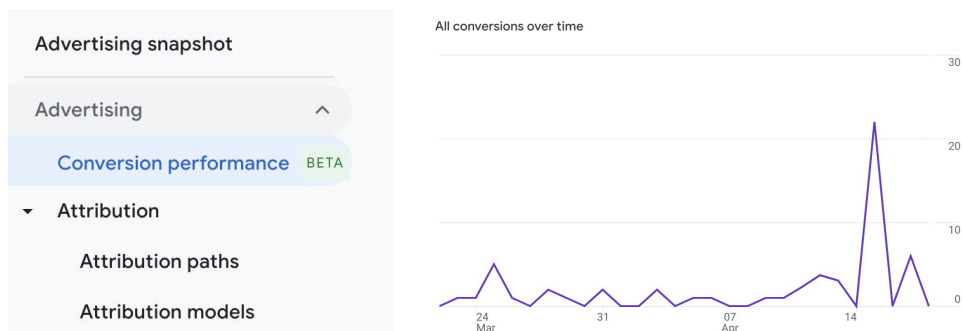 Advertising snapshot
Advertising
Conversion performance BETA
Attribution
Attribution paths
Attribution models
All conversions over time
30
20
10
0
24 31 07 14
Mar Apr